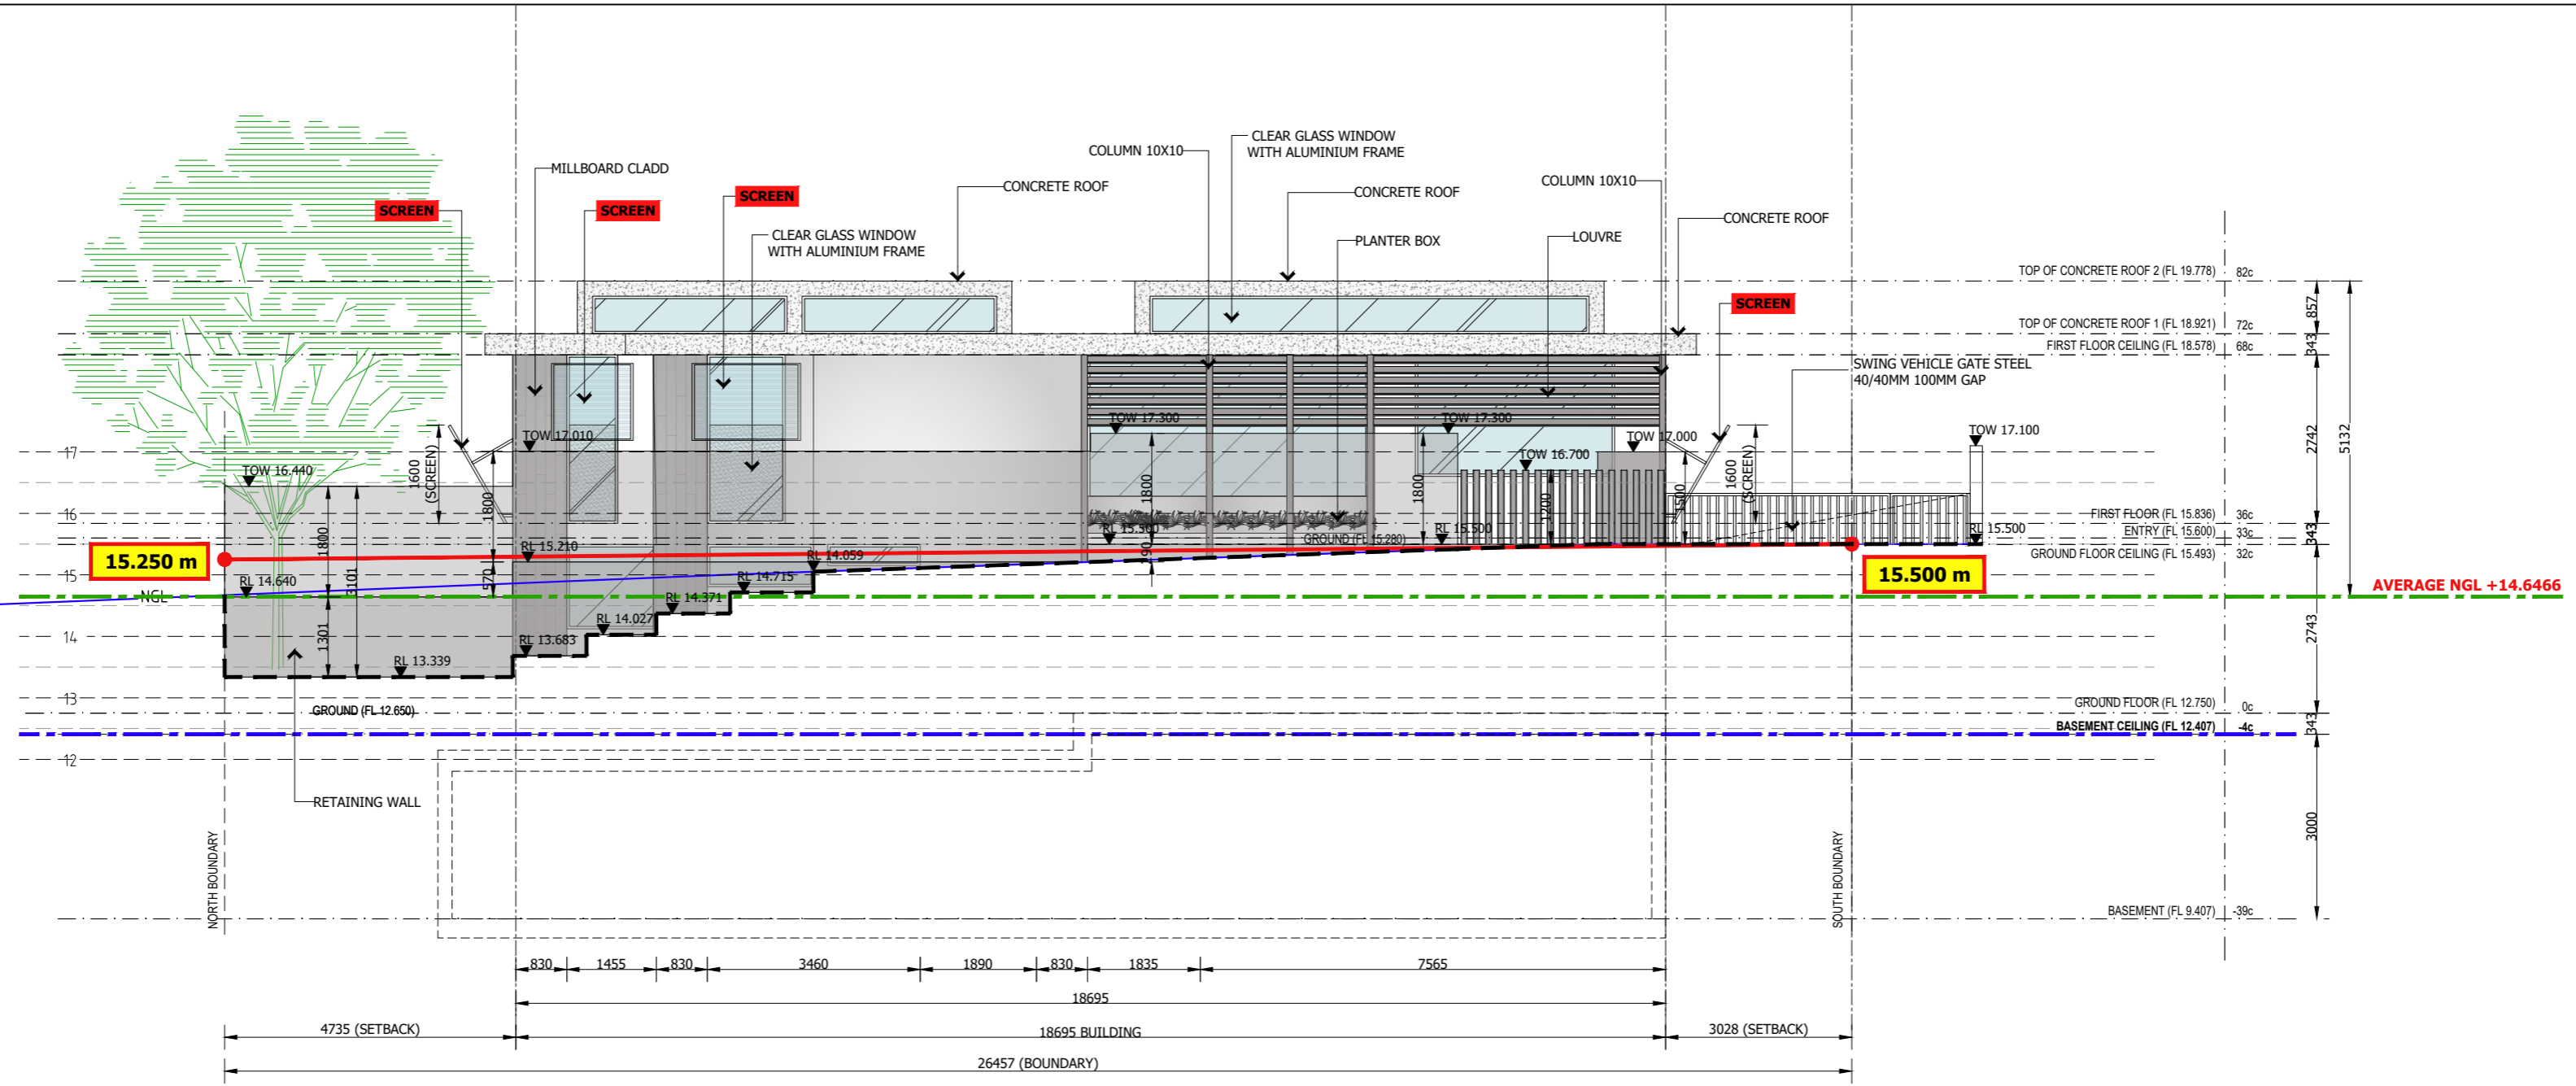 CLEAR GLASS WINDOW
WITH ALUMINIUM FRAME
COLUMN 10X10
MILLBOARD CLADD
SCREEN
CONCRETE ROOF
CONCRETE ROOF
COLUMN 10X10
SCREEN
SCREEN
CONCRETE ROOF
CLEAR GLASS WINDOW
WITH ALUMINIUM FRAME
PLANTER BOX
LOUVRE
TOP OF CONCRETE ROOF 2 (FL 19.778) 82c
857
SCREEN
TOP OF CONCRETE ROOF 1 (FL 18.921) 72c
343
FIRST FLOOR CEILING (FL 18.578) 68c
SWING VEHICLE GATE STEEL
40/40MM 100MM GAP
2742
5132
TOW 17.300
TOW 17.300
TOW 17.010
TOW 17.000
TOW 17.100
17
TOW 16.440
TOW 16.700
1600
(SCREEN)
1800
1800
1800
1200
1500
1600
(SCREEN)
16
FIRST FLOOR (FL 15.836) 36c
RL 15.500
RL 15.500
RL 15.500
ENTRY (FL 15.600) 33c
343
GROUND (FL 15.280)
RL 15.210
RL 14.059
190
GROUND FLOOR CEILING (FL 15.493) 32c
15.250 m
15.500 m
1800
3101
570
15
RL 14.640
RL 14.715
AVERAGE NGL +14.6466
NGL
RL 14.371
RL 14.027
2743
14
1301
RL 13.683
RL 13.339
13
GROUND (FL 12.650)
GROUND FLOOR (FL 12.750) 0c
343
BASEMENT CEILING (FL 12.407) -4c
12
RETAINING WALL
3000
NORTH BOUNDARY
SOUTH BOUNDARY
BASEMENT (FL 9.407) -39c
830 1455 830 3460 1890 830 1835 7565
18695
4735 (SETBACK) 18695 BUILDING 3028 (SETBACK)
26457 (BOUNDARY)